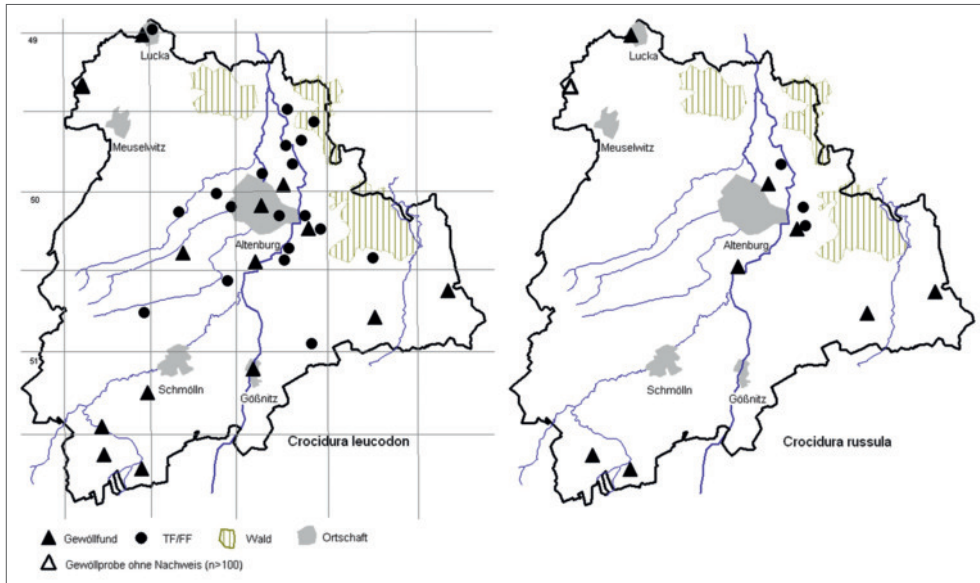 49
Lucka
Meuselwitz
50
Altenburg
51
Schmölln
Gößnitz
Crocidura leucodon
Lucka
Meuselwitz
Altenburg
Schmölln
Gößnitz
Crocidura russula
Gewöllfund
TF/FF
Wald
Ortschaft
Gewöllprobe ohne Nachweis (n>100)